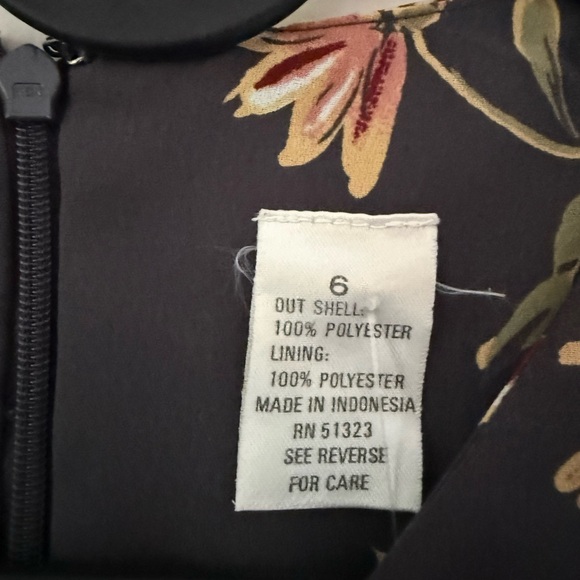 6
OUT SHELL:
100% POLYESTER
LINING:
100% POLYESTER
MADE IN INDONESIA
RN 51323
SEE REVERSE
FOR CARE